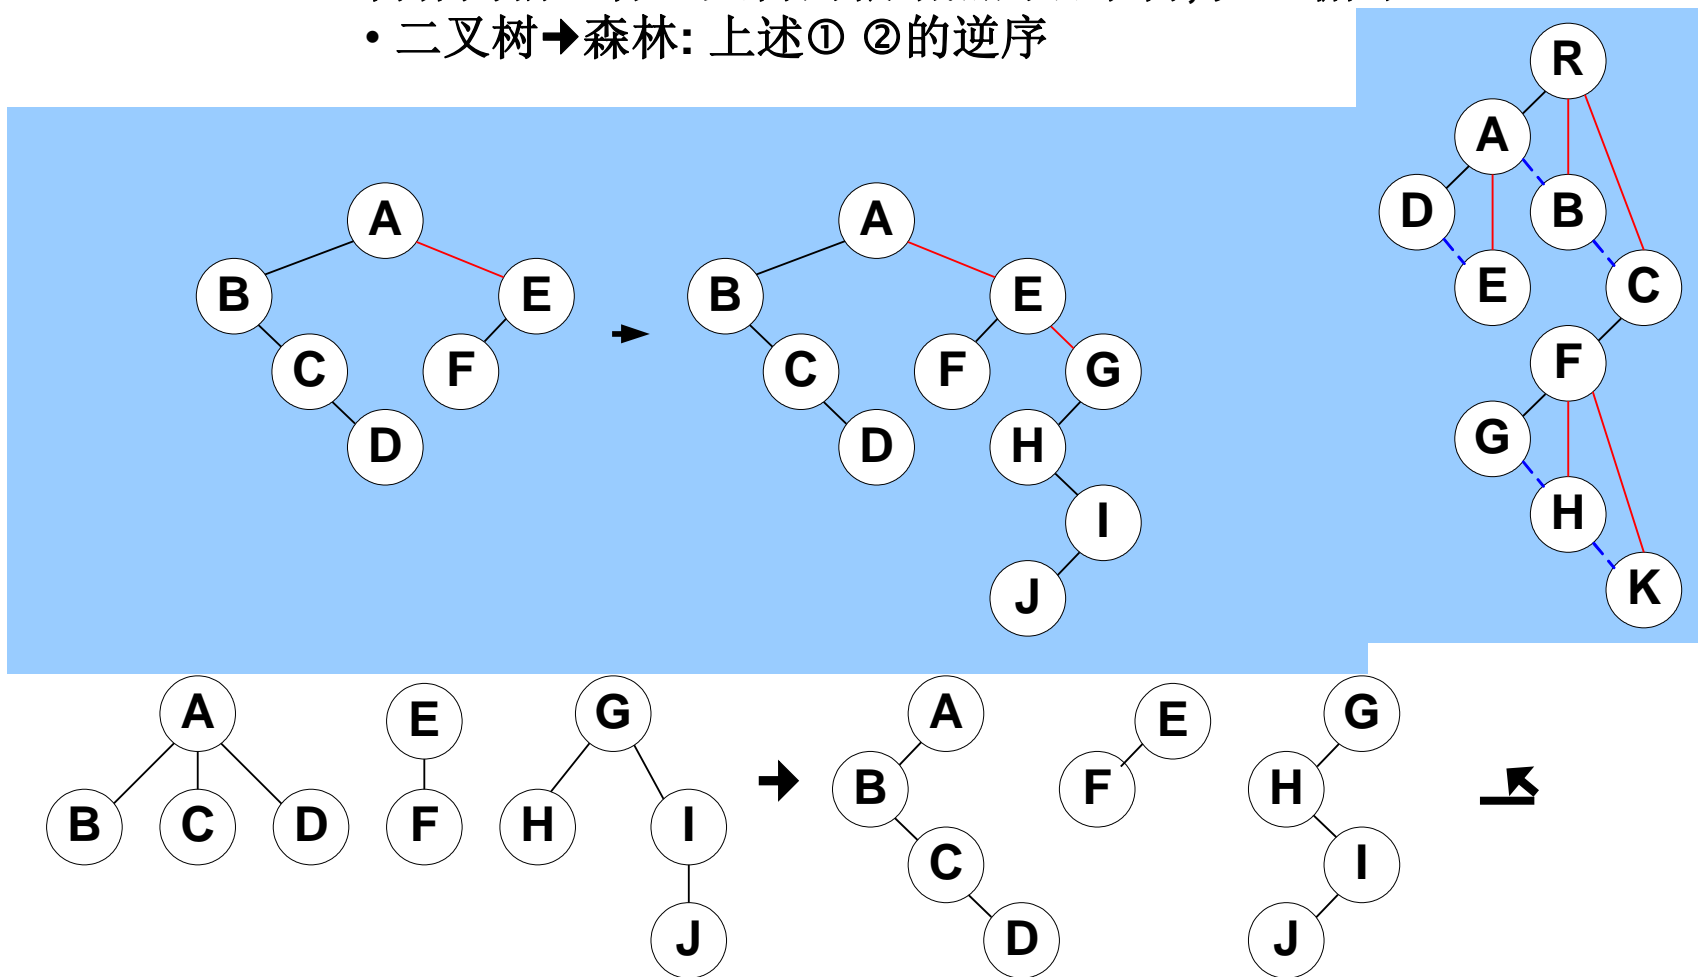 • 二叉树➔森林: 上述① ②的逆序
R
A
D B
E C
F
G
H
K
A
B E
C F
D
A
B E
C F G
D H
I
J
A E G
B C D F H I
J
A E G
B F H
C I
D J